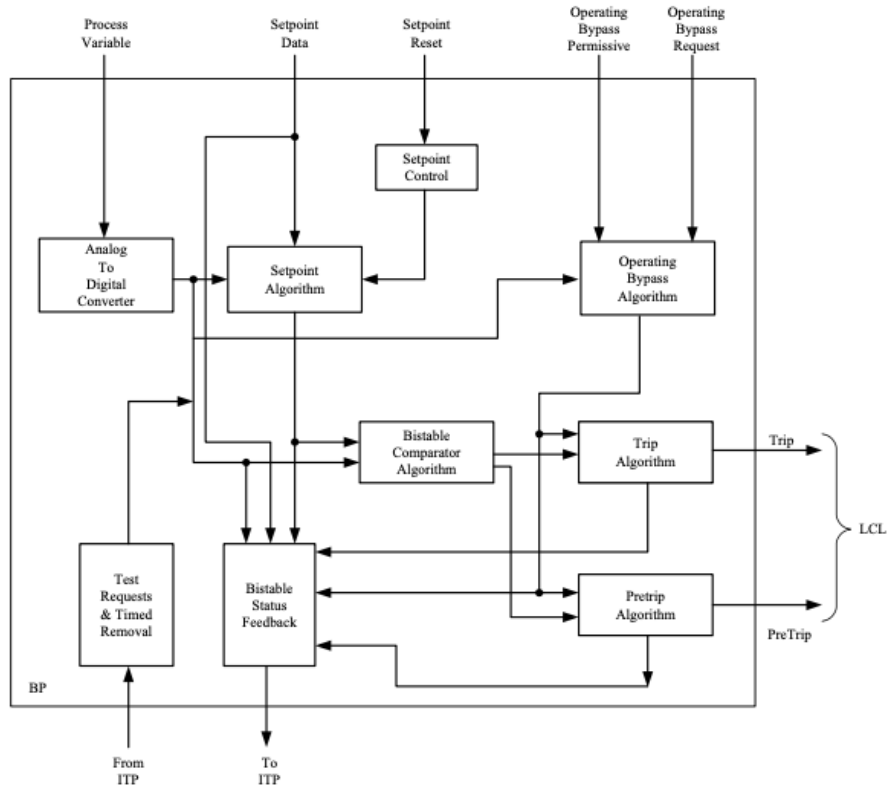 Process
Variable
Setpoint
Data
Setpoint
Reset
Operating
Bypass
Permissive
Operating
Bypass
Request
Setpoint
Control
Analog
To
Digital
Converter
Setpoint
Algorithm
Operating
Bypass
Algorithm
Bistable
Comparator
Algorithm
Trip
Algorithm
Trip
LCL
Test
Requests
& Timed
Removal
Bistable
Status
Feedback
Pretrip
Algorithm
PreTrip
BP
From
ITP
To
ITP